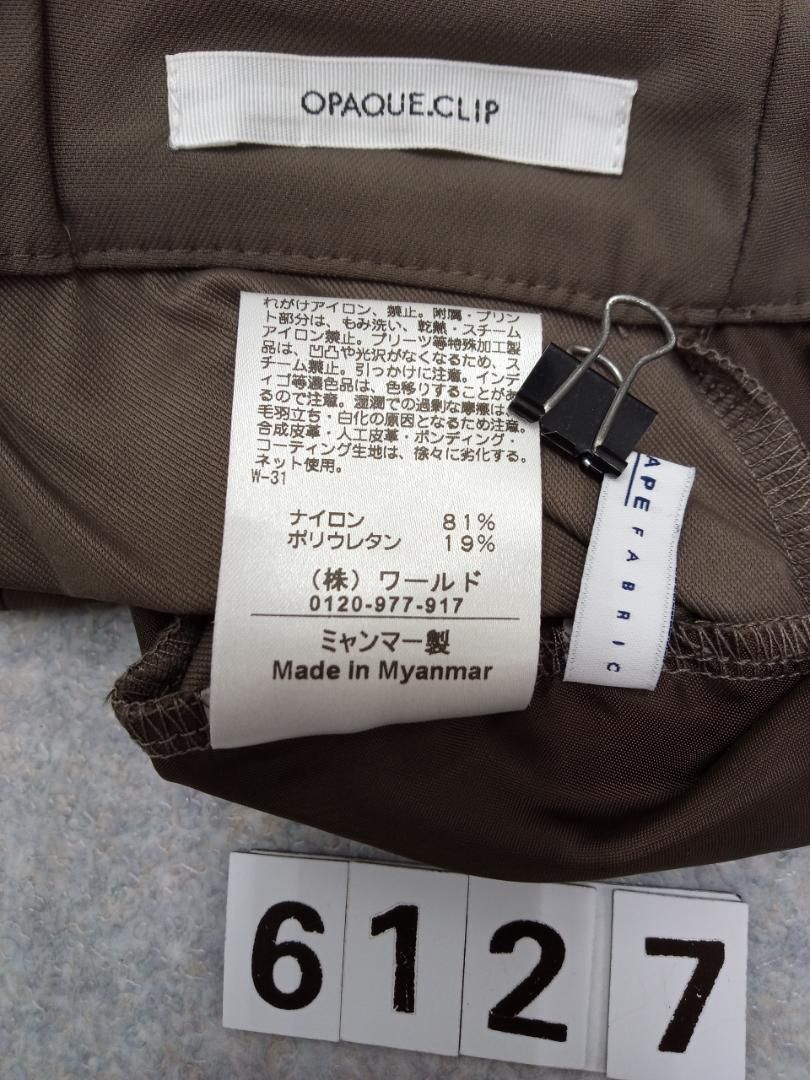 OPAQUE.CLIP
れがけアイロン、禁止。附属・プリン
ト部分は、もみ洗い、乾熱・スチーム
アイロン禁止。プリーツ等特殊加工製
品は、凹凸や光沢がなくなるため、ス
チーム禁止。引っかけに注意。インデ
ィゴ等濃色品は、色移りすることがあ
るので注意。湿潤での過剰な摩擦は、
毛羽立ち・白化の原因となるため注意。
合成皮革・人工皮革・ボンディング・
コーティング生地は、徐々に劣化する。
ネット使用。
W-31
ナイロン 81%
ポリウレタン 19%
(株) ワールド
0120-977-917
ミャンマー製
Made in Myanmar
APE FABRIC
6127